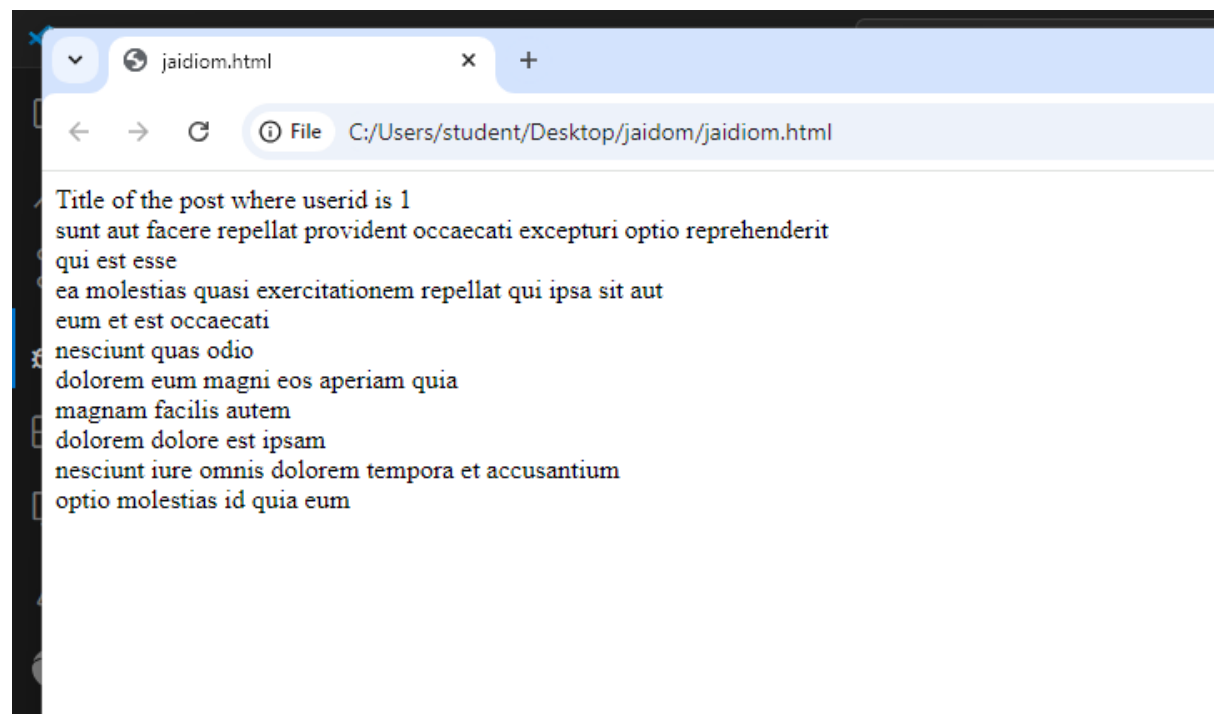 jaidiom.html
File C:/Users/student/Desktop/jaidom/jaidiom.html
Title of the post where userid is 1
sunt aut facere repellat provident occaecati excepturi optio reprehenderit
qui est esse
ea molestias quasi exercitationem repellat qui ipsa sit aut
eum et est occaecati
nesciunt quas odio
dolorem eum magni eos aperiam quia
magnam facilis autem
dolorem dolore est ipsam
nesciunt iure omnis dolorem tempora et accusantium
optio molestias id quia eum